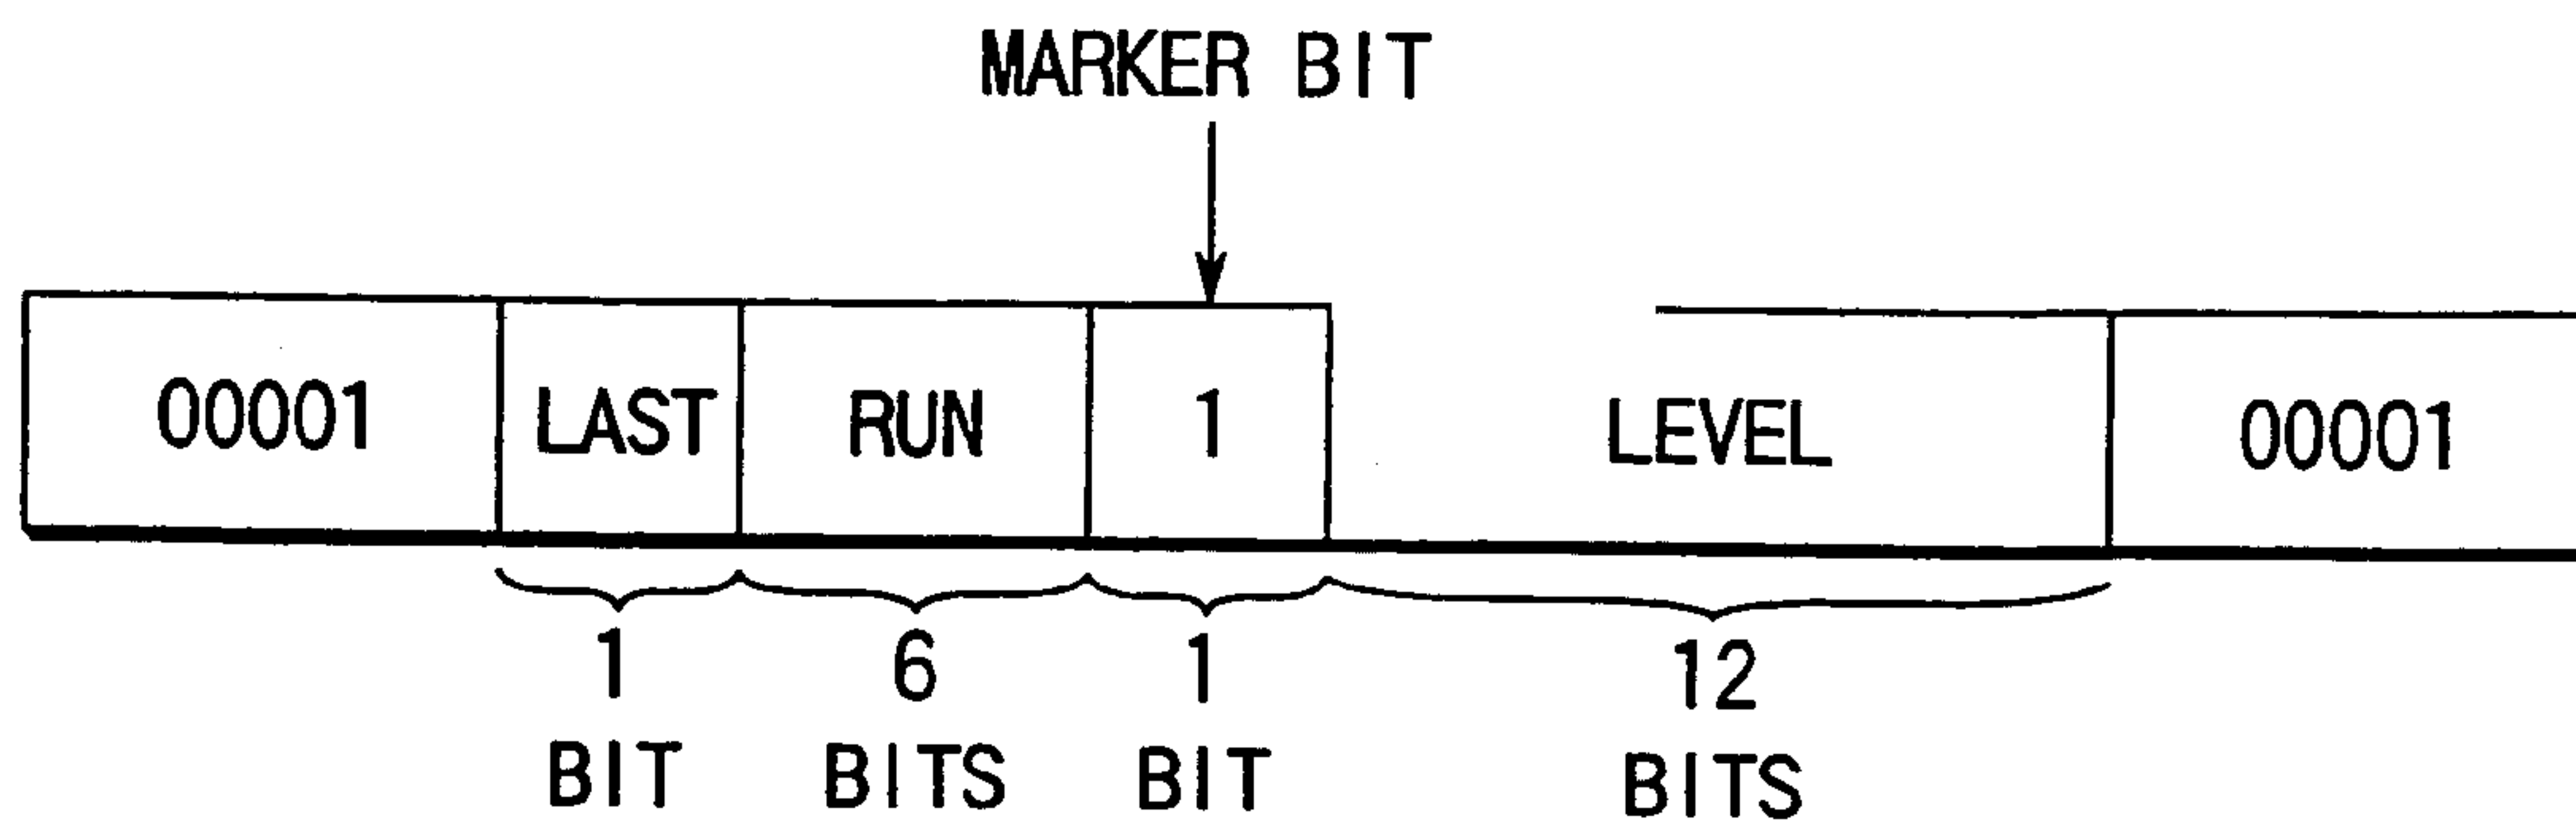 MARKER BIT
00001 LAST RUN 1 LEVEL 00001
1 6 1 12
BIT BITS BIT BITS